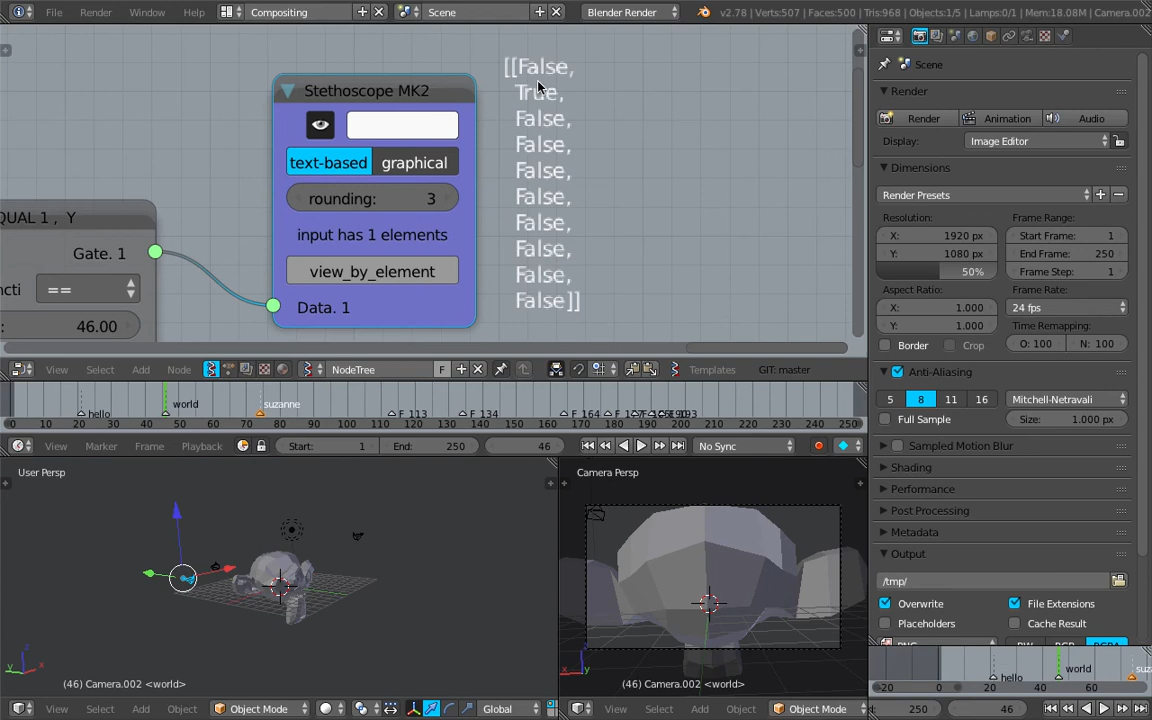 File Render Window Help Compositing Scene Blender Render v2.78 | Verts:507 | Faces:500 | Tris:968 | Objects:1/5 | Lamps:0/1 | Mem:18.08M | Camera.002
Stethoscope MK2
text-based graphical
rounding: 3
input has 1 elements
view_by_element
Data. 1
[[False,
True,
False,
False,
False,
False,
False,
False,
False,
False]]
QUAL 1 , Y
Gate. 1
ncti ==
: 46.00
View Select Add Node NodeTree F Templates GIT: master
hello world suzanne F_113 F_134 F_164
0 10 20 30 40 50 60 70 80 90 100 110 120 130 140 150 160 170 180 190 200 210 220 230 240 250
View Marker Frame Playback Start: 1 End: 250 46 No Sync
User Persp
(46) Camera.002 <world>
View Select Add Object Object Mode Global
Camera Persp
(46) Camera.002 <world>
View Select Add Object Object Mode
Scene
Render
Render Animation Audio
Display: Image Editor
Dimensions
Render Presets
Resolution: Frame Range:
X: 1920 px Start Frame: 1
Y: 1080 px End Frame: 250
50% Frame Step: 1
Aspect Ratio: Frame Rate:
X: 1.000 24 fps
Y: 1.000 Time Remapping:
Border Crop O: 100 N: 100
Anti-Aliasing
5 8 11 16 Mitchell-Netravali
Full Sample Size: 1.000 px
Sampled Motion Blur
Shading
Performance
Post Processing
Metadata
Output
/tmp/
Overwrite File Extensions
Placeholders Cache Result
PNG BW RGB RGBA
hello world suz
-20 0 20 40 60
250 46